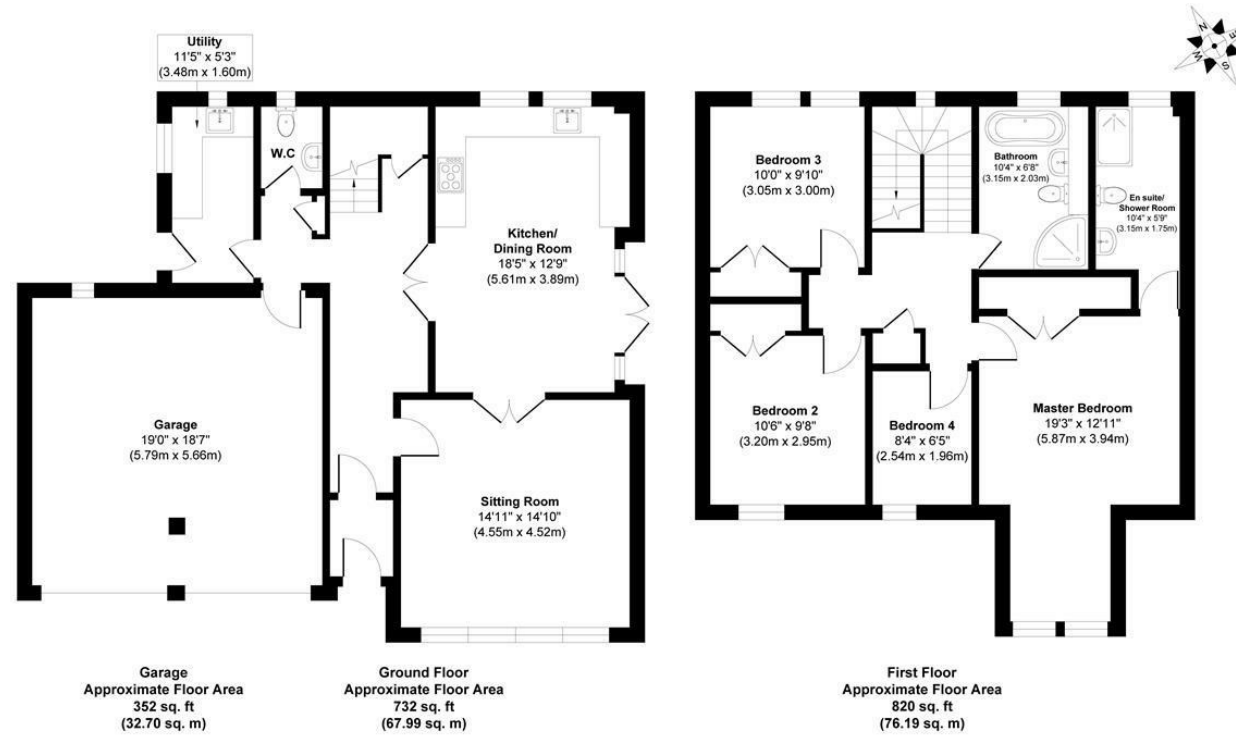 Utility
11'5" x 5'3"
(3.48m x 1.60m)
N
E
S
W
W.C
Kitchen/
Dining Room
18'5" x 12'9"
(5.61m x 3.89m)
Garage
19'0" x 18'7"
(5.79m x 5.66m)
Sitting Room
14'11" x 14'10"
(4.55m x 4.52m)
Bedroom 3
10'0" x 9'10"
(3.05m x 3.00m)
Bathroom
10'4" x 6'8"
(3.15m x 2.03m)
En suite/
Shower Room
10'4" x 5'9"
(3.15m x 1.75m)
Bedroom 2
10'6" x 9'8"
(3.20m x 2.95m)
Bedroom 4
8'4" x 6'5"
(2.54m x 1.96m)
Master Bedroom
19'3" x 12'11"
(5.87m x 3.94m)
Garage
Approximate Floor Area
352 sq. ft
(32.70 sq. m)
Ground Floor
Approximate Floor Area
732 sq. ft
(67.99 sq. m)
First Floor
Approximate Floor Area
820 sq. ft
(76.19 sq. m)